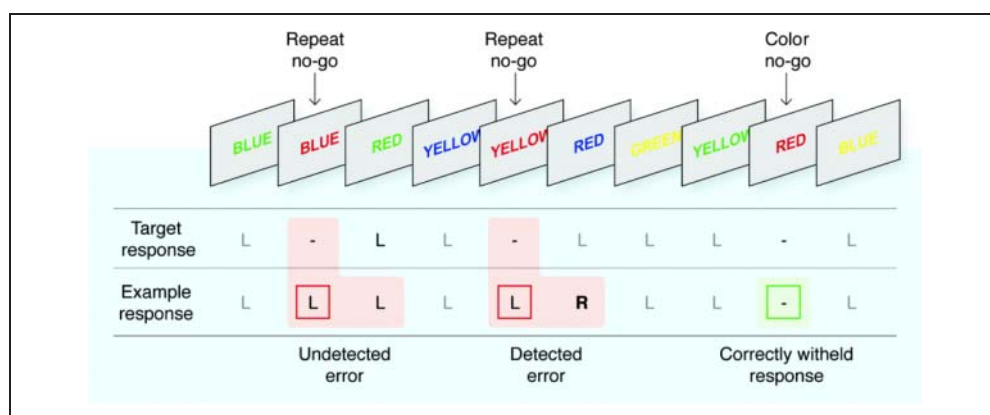 Repeat
no-go
Repeat
no-go
Color
no-go
BLUE BLUE RED YELLOW YELLOW RED GREEN YELLOW RED BLUE
Target
response
L - L L - L L L - L
Example
response
L L L L L R L L - L
Undetected
error
Detected
error
Correctly witheld
response